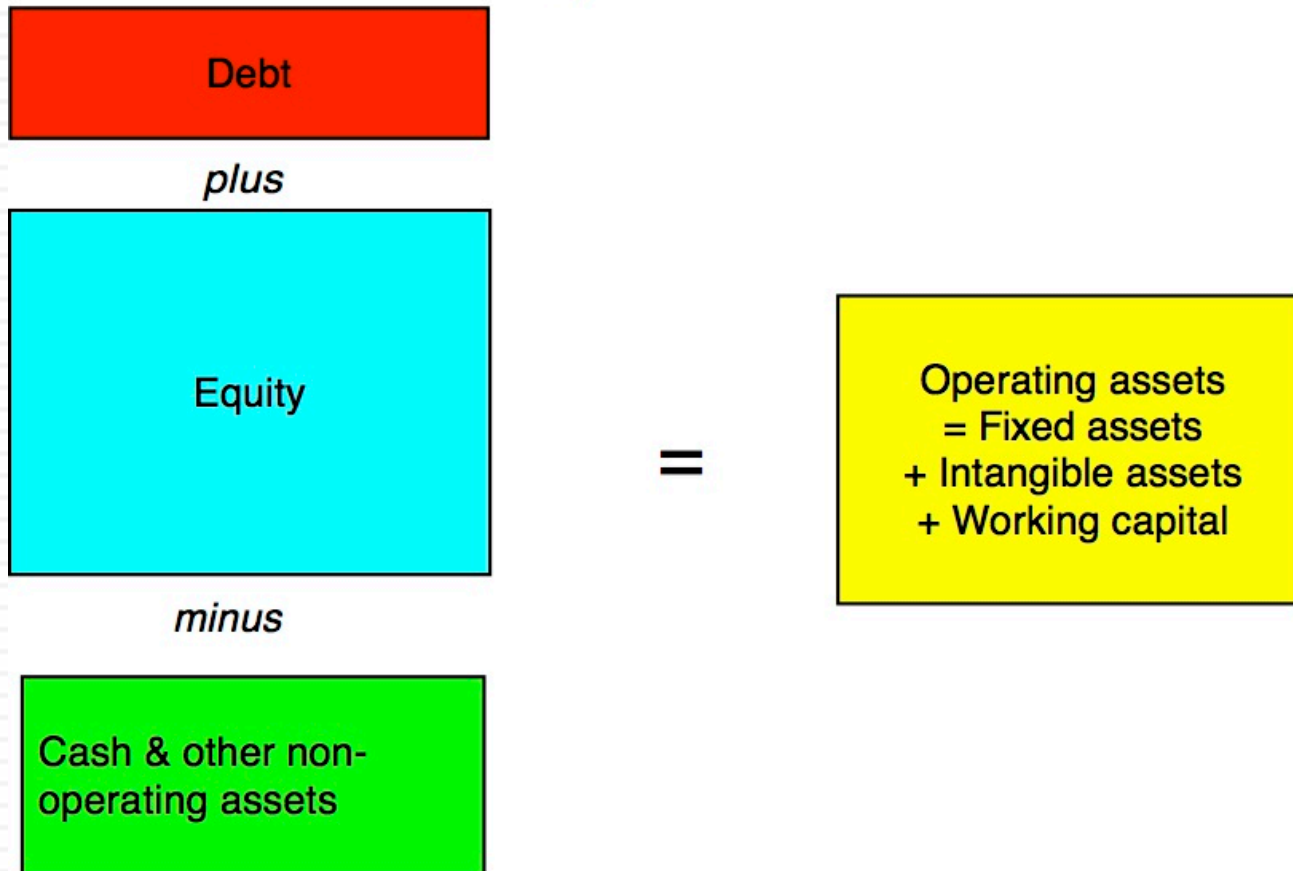 Debt
plus
Equity
minus
Cash & other non-
operating assets
=
Operating assets
= Fixed assets
+ Intangible assets
+ Working capital